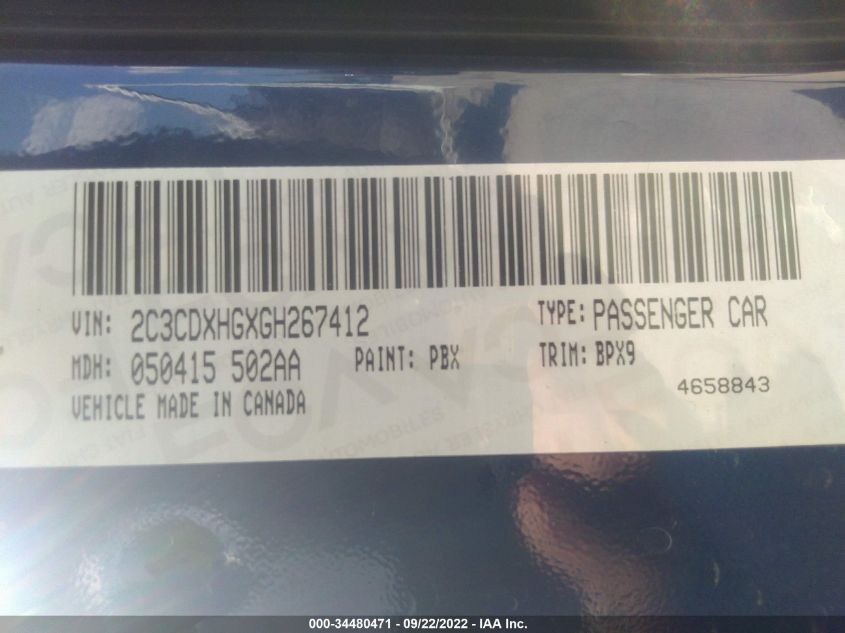 VIN: 2C3CDXHGXGH267412 TYPE: PASSENGER CAR
MDH: 050415 502AA PAINT: PBX TRIM: BPX9
4658843
VEHICLE MADE IN CANADA
000-34480471 - 09/22/2022 - IAA Inc.